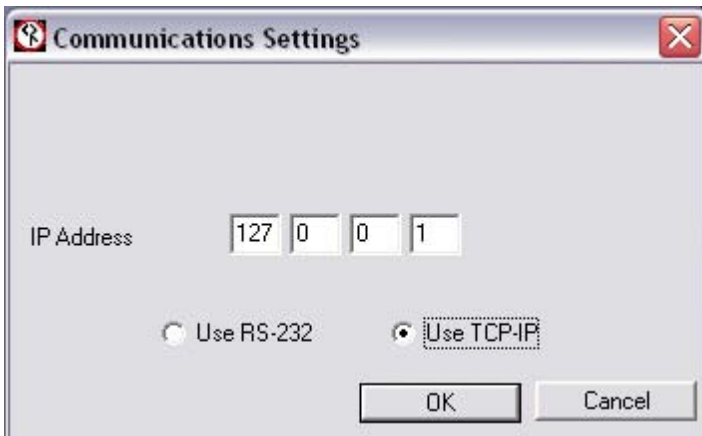 Communications Settings
IP Address 127 0 0 1
Use RS-232 Use TCP-IP
OK Cancel